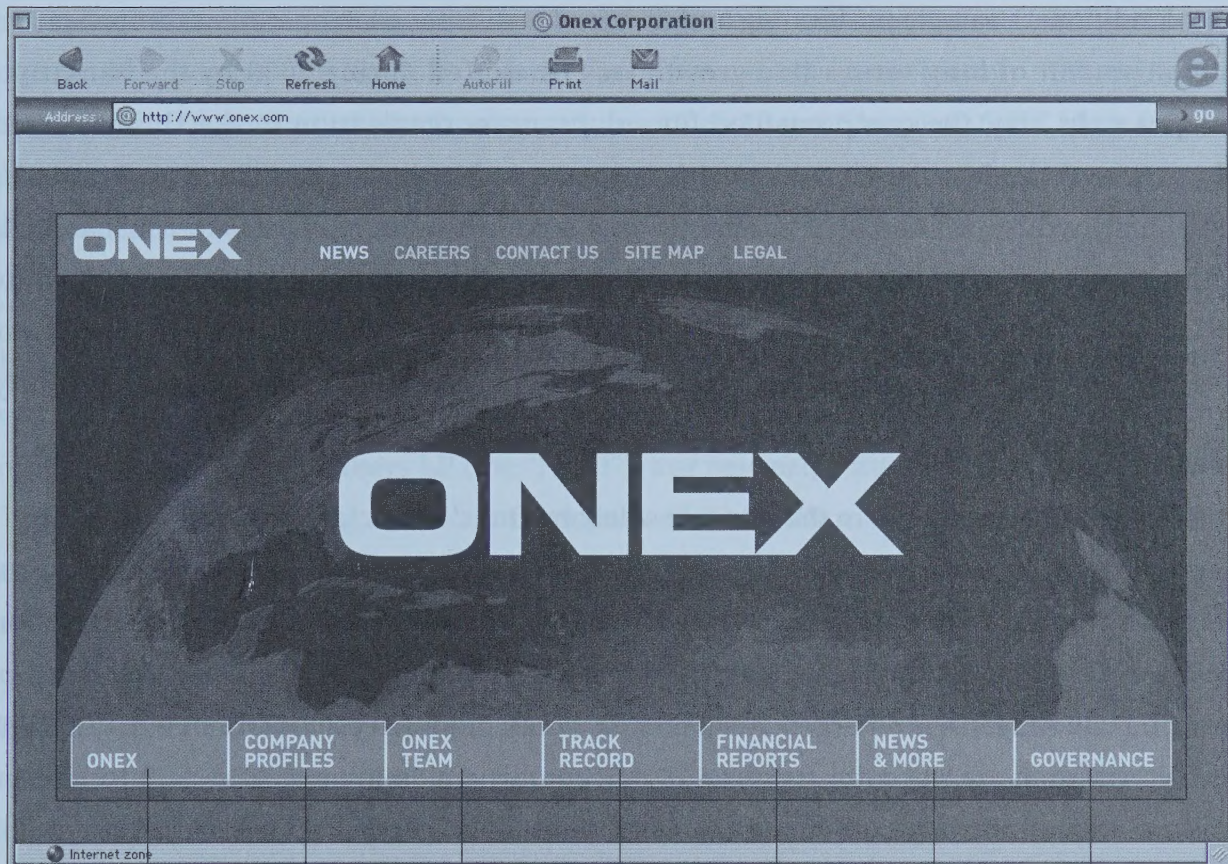 Onex Corporation
Back Forward Stop Refresh Home AutoFill Print Mail
Address: http://www.onex.com go
ONEX NEWS CAREERS CONTACT US SITE MAP LEGAL
ONEX
ONEX
COMPANY
PROFILES
ONEX
TEAM
TRACK
RECORD
FINANCIAL
REPORTS
NEWS
& MORE
GOVERNANCE
Internet zone